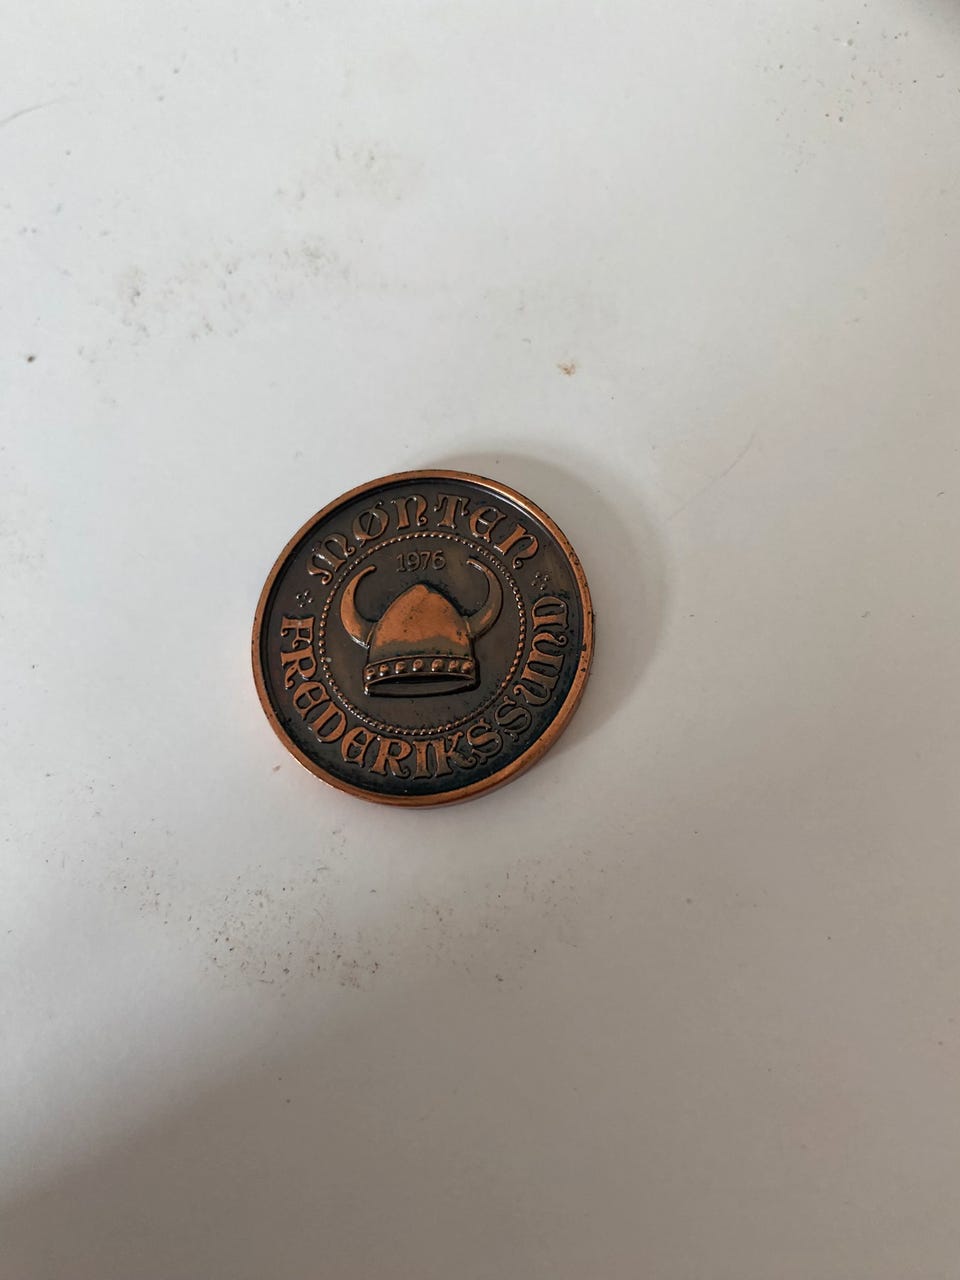 MØNTEN
1976
FREDERIKSSUND